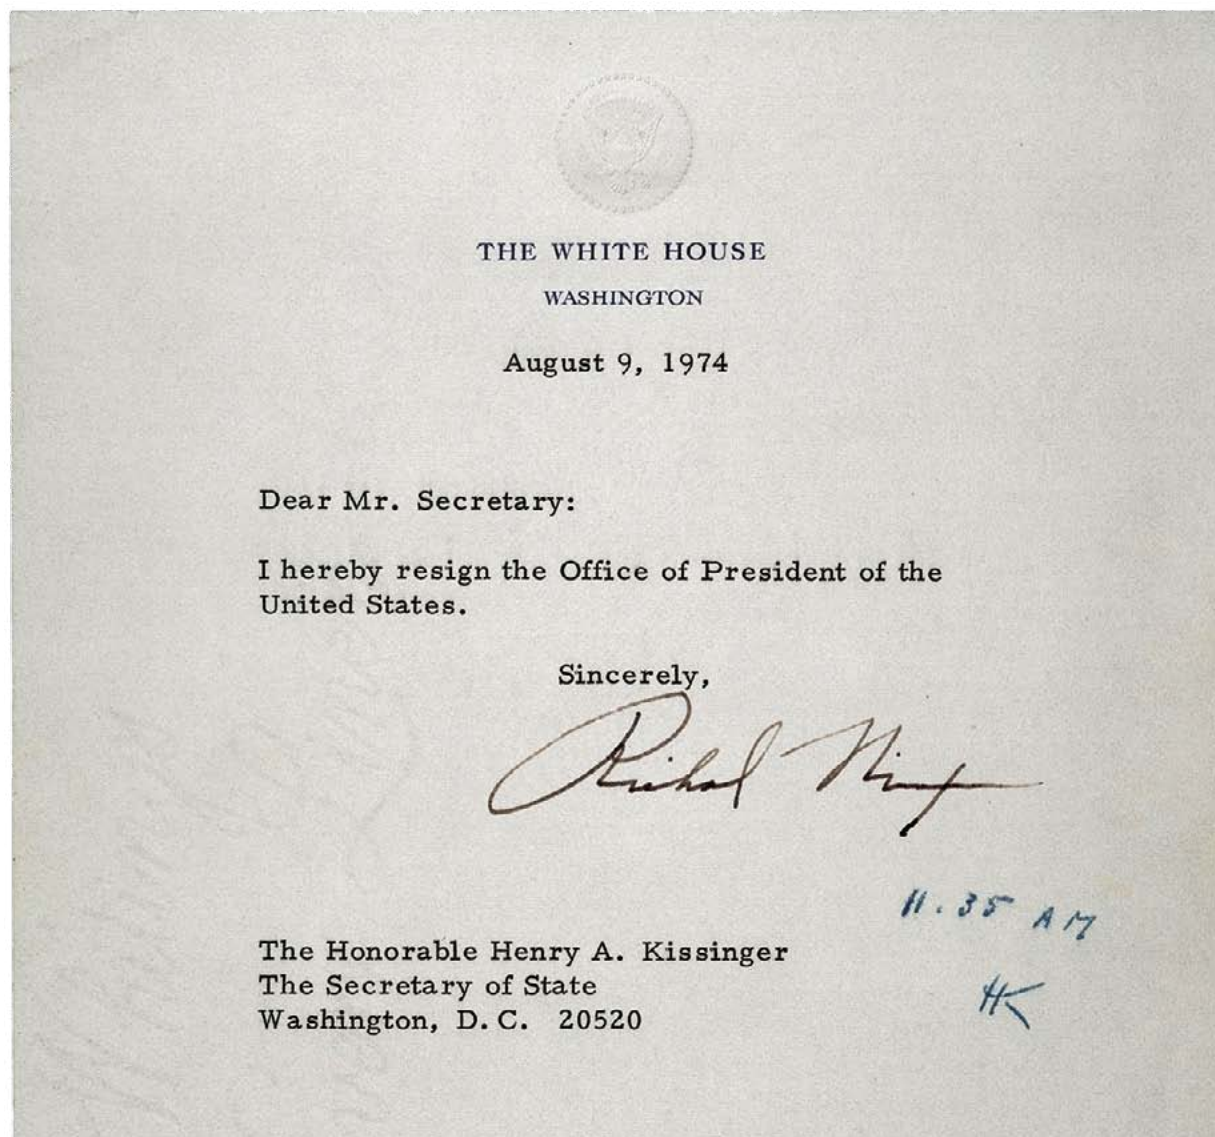 THE WHITE HOUSE
WASHINGTON
August 9, 1974
Dear Mr. Secretary:
I hereby resign the Office of President of the
United States.
Sincerely,
Richard Nixon
11.35 AM
The Honorable Henry A. Kissinger
The Secretary of State
HK
Washington, D.C. 20520